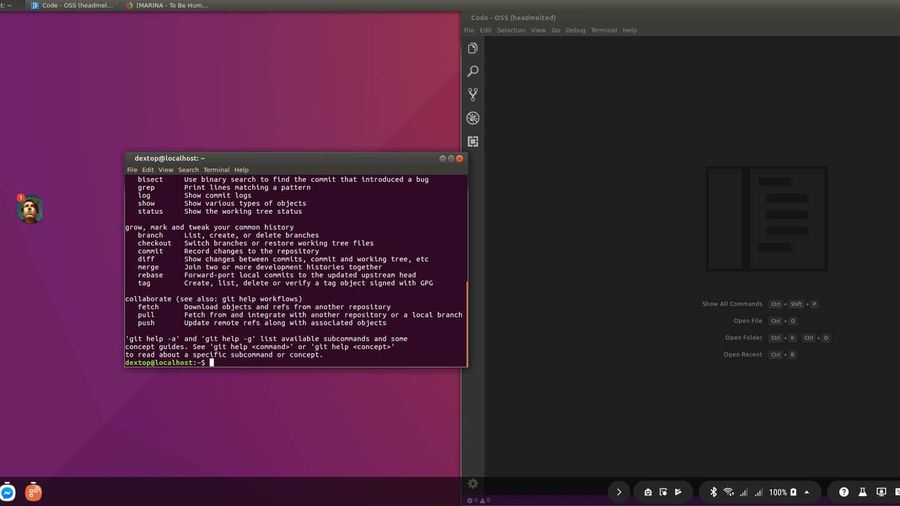 t: ~
Code - OSS (headmel...
[MARINA - To Be Hum...
Code - OSS (headmelted)
File Edit Selection View Go Debug Terminal Help
dextop@localhost: ~
File Edit View Search Terminal Help
bisect Use binary search to find the commit that introduced a bug
grep Print lines matching a pattern
log Show commit logs
show Show various types of objects
status Show the working tree status
grow, mark and tweak your common history
branch List, create, or delete branches
checkout Switch branches or restore working tree files
commit Record changes to the repository
diff Show changes between commits, commit and working tree, etc
merge Join two or more development histories together
rebase Forward-port local commits to the updated upstream head
tag Create, list, delete or verify a tag object signed with GPG
collaborate (see also: git help workflows)
fetch Download objects and refs from another repository
pull Fetch from and integrate with another repository or a local branch
push Update remote refs along with associated objects
'git help -a' and 'git help -g' list available subcommands and some
concept guides. See 'git help <command>' or 'git help <concept>'
to read about a specific subcommand or concept.
dextop@localhost:~$
1
Show All Commands Ctrl + Shift + P
Open File Ctrl + O
Open Folder Ctrl + K Ctrl + O
Open Recent Ctrl + R
100%
0 0